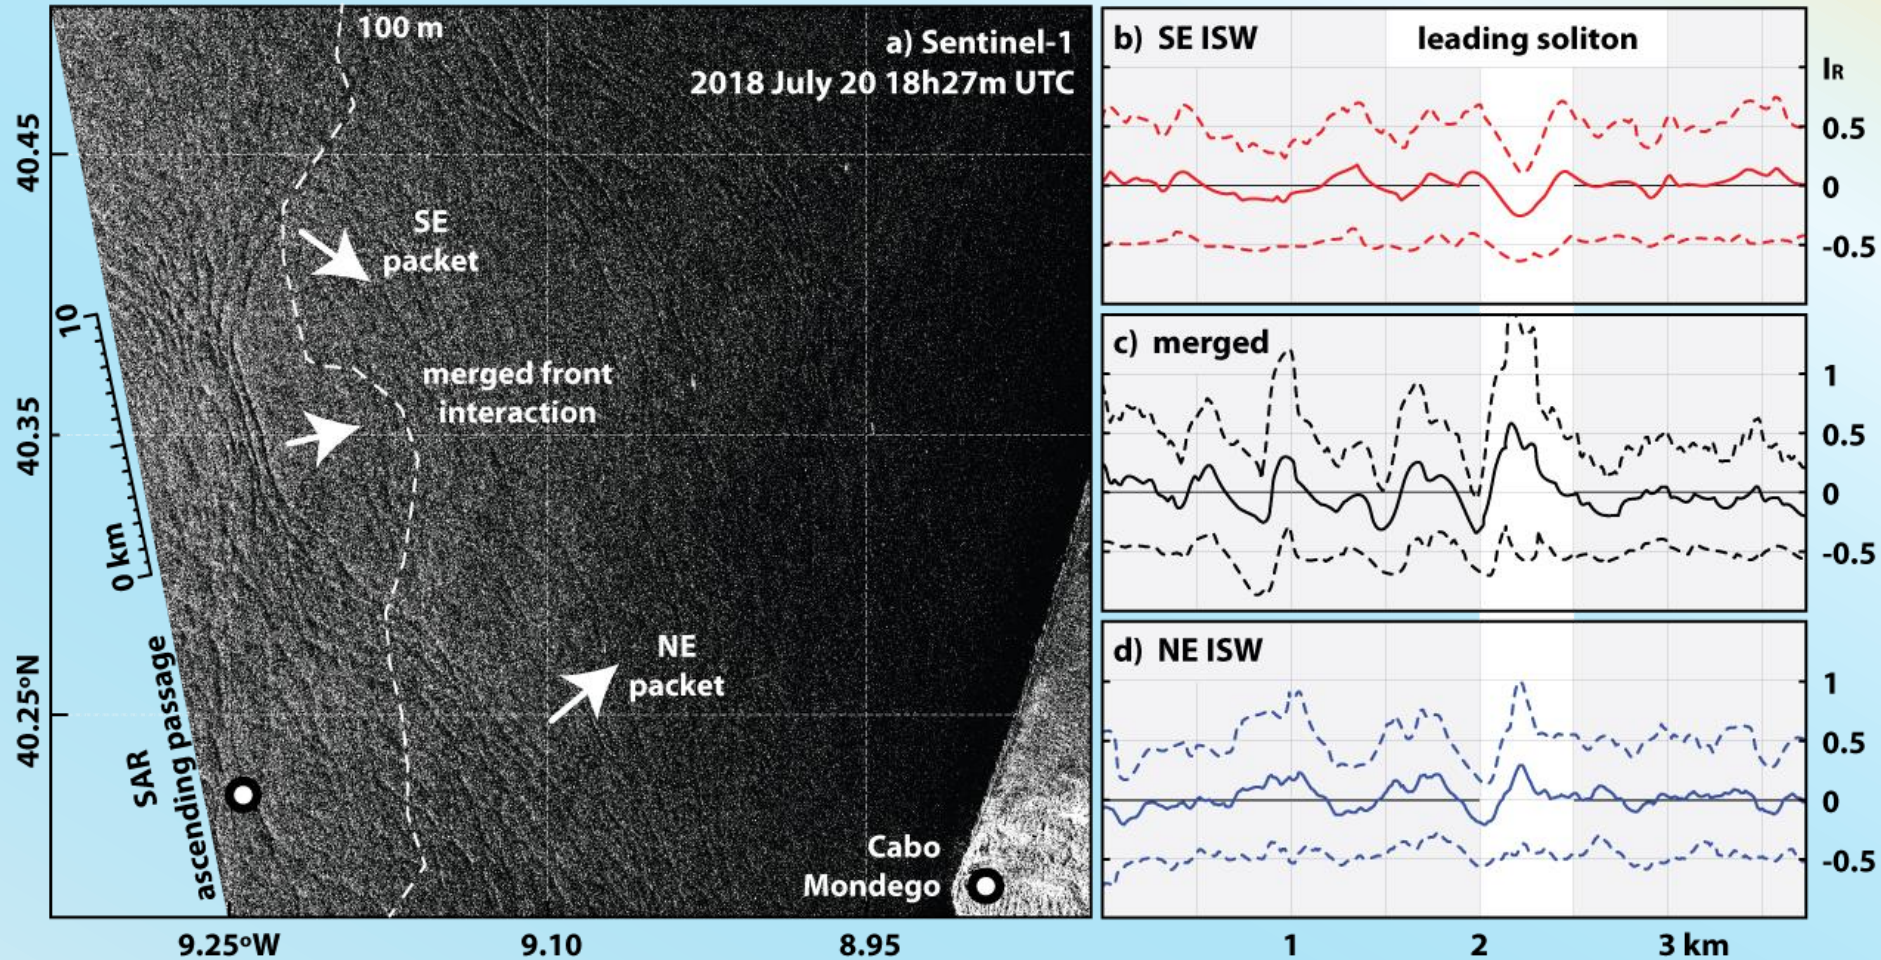 100 m
a) Sentinel-1
2018 July 20 18h27m UTC
SE
packet
merged front
interaction
NE
packet
Cabo
Mondego
40.45
40.35
40.25ºN
10
0 km
SAR
ascending passage
9.25ºW
9.10
8.95
b) SE ISW
leading soliton
IR
0.5
0
-0.5
c) merged
1
0.5
0
-0.5
d) NE ISW
1
0.5
0
-0.5
1
2
3 km